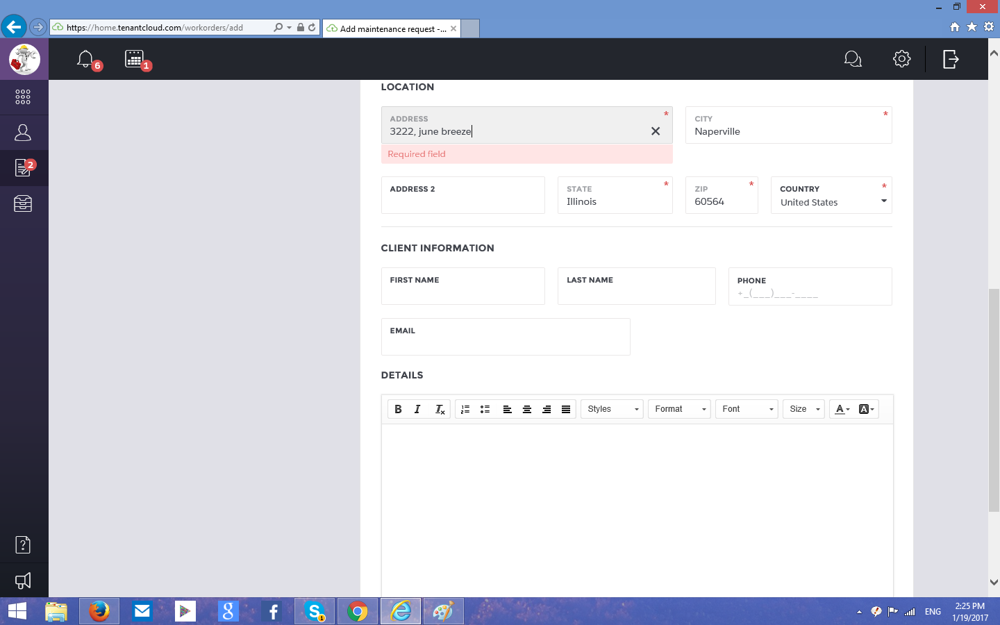 https://home.tenantcloud.com/workorders/add
Add maintenance request -...
6
1
2
LOCATION
ADDRESS *
3222, june breeze
Required field
CITY *
Naperville
ADDRESS 2
STATE *
Illinois
ZIP *
60564
COUNTRY *
United States
CLIENT INFORMATION
FIRST NAME
LAST NAME
PHONE
+_(___)___-____
EMAIL
DETAILS
B I Tx Styles Format Font Size A A
1
ENG
2:25 PM
1/19/2017